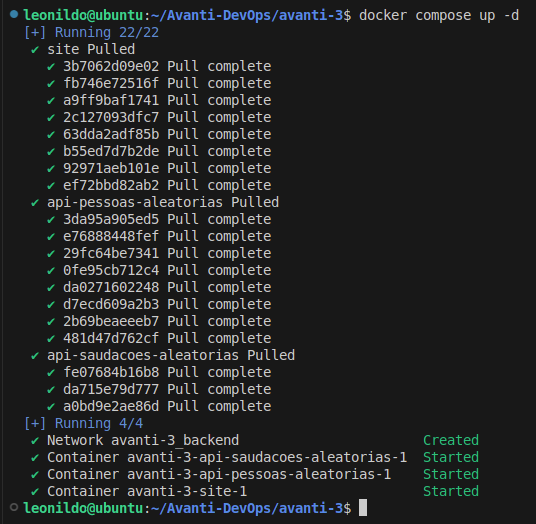 leonildo@ubuntu:~/Avanti-DevOps/avanti-3$ docker compose up -d
[+] Running 22/22
✔ site Pulled
✔ 3b7062d09e02 Pull complete
✔ fb746e72516f Pull complete
✔ a9ff9baf1741 Pull complete
✔ 2c127093dfc7 Pull complete
✔ 63dda2adf85b Pull complete
✔ b55ed7d7b2de Pull complete
✔ 92971aeb101e Pull complete
✔ ef72bbd82ab2 Pull complete
✔ api-pessoas-aleatorias Pulled
✔ 3da95a905ed5 Pull complete
✔ e76888448fef Pull complete
✔ 29fc64be7341 Pull complete
✔ 0fe95cb712c4 Pull complete
✔ da0271602248 Pull complete
✔ d7ecd609a2b3 Pull complete
✔ 2b69beaeeeb7 Pull complete
✔ 481d47d762cf Pull complete
✔ api-saudacoes-aleatorias Pulled
✔ fe07684b16b8 Pull complete
✔ da715e79d777 Pull complete
✔ a0bd9e2ae86d Pull complete
[+] Running 4/4
✔ Network avanti-3_backend Created
✔ Container avanti-3-api-saudacoes-aleatorias-1 Started
✔ Container avanti-3-api-pessoas-aleatorias-1 Started
✔ Container avanti-3-site-1 Started
leonildo@ubuntu:~/Avanti-DevOps/avanti-3$